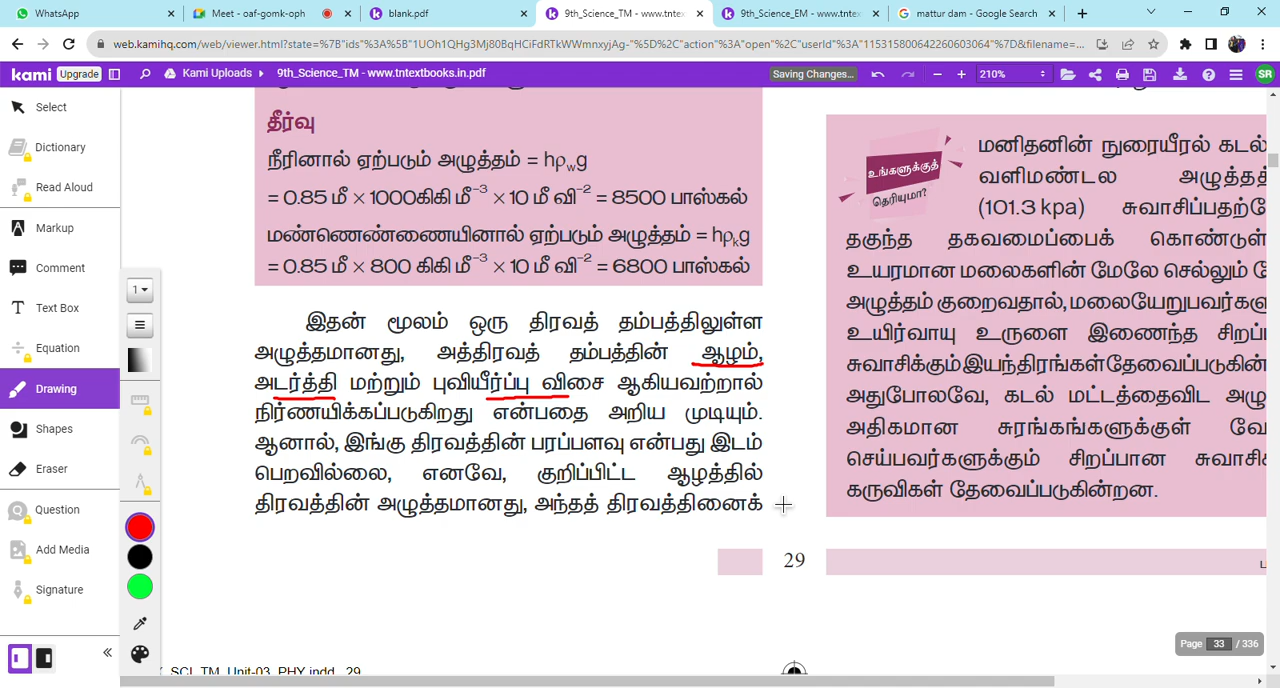 WhatsApp
Meet - oaf-gomk-oph
blank.pdf
9th_Science_TM - www.tntex
9th_Science_EM - www.tntex
mattur dam - Google Search
web.kamihq.com/web/viewer.html?state=%7B"ids"%3A%5B"1UOh1QHg3Mj80BqHCiFdRTkWWmnxyjAg-"%5D%2C"action"%3A"open"%2C"userId"%3A"115315800642260603064"%7D&filename=...
kami Upgrade
Kami Uploads
9th_Science_TM - www.tntextbooks.in.pdf
Saving Changes...
210%
SR
Select
Dictionary
Read Aloud
Markup
Comment
Text Box
Equation
Drawing
Shapes
Eraser
Question
Add Media
Signature
1
தீர்வு
நீரினால் ஏற்படும் அழுத்தம் = hρwg
= 0.85 மீ × 1000கிகி மீ⁻³ × 10 மீ வி⁻² = 8500 பாஸ்கல்
மண்ணெண்ணையினால் ஏற்படும் அழுத்தம் = hρkg
= 0.85 மீ × 800 கிகி மீ⁻³ × 10 மீ வி⁻² = 6800 பாஸ்கல்
இதன் மூலம் ஒரு திரவத் தம்பத்திலுள்ள
அழுத்தமானது, அத்திரவத் தம்பத்தின் ஆழம்,
அடர்த்தி மற்றும் புவியீர்ப்பு விசை ஆகியவற்றால்
நிர்ணயிக்கப்படுகிறது என்பதை அறிய முடியும்.
ஆனால், இங்கு திரவத்தின் பரப்பளவு என்பது இடம்
பெறவில்லை, எனவே, குறிப்பிட்ட ஆழத்தில்
திரவத்தின் அழுத்தமானது, அந்தத் திரவத்தினைக்
29
உங்களுக்குத்
தெரியுமா?
மனிதனின் நுரையீரல் கடல்
வளிமண்டல அழுத்தத்
(101.3 kpa) சுவாசிப்பதற்
தகுந்த தகவமைப்பைக் கொண்டுள்
உயரமான மலைகளின் மேலே செல்லும்
அழுத்தம் குறைவதால், மலையேறுபவர்களு
உயிர்வாயு உருளை இணைந்த சிறப்
சுவாசிக்கும் இயந்திரங்கள் தேவைப்படுகின்
அதுபோலவே, கடல் மட்டத்தைவிட அழு
அதிகமான சுரங்கங்களுக்குள் வே
செய்பவர்களுக்கும் சிறப்பான சுவாசிக
கருவிகள் தேவைப்படுகின்றன.
Page 33 / 336
SCI_TM_Unit-03_PHY.indd 29